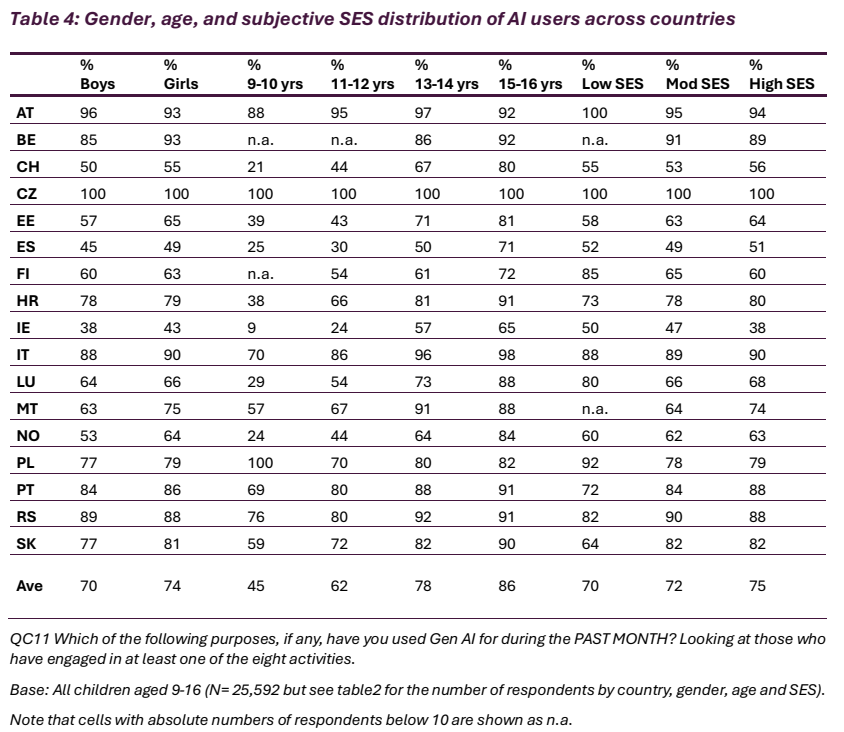 Table 4: Gender, age, and subjective SES distribution of AI users across countries
% % % % % % % % %
Boys Girls 9-10 yrs 11-12 yrs 13-14 yrs 15-16 yrs Low SES Mod SES High SES
AT 96 93 88 95 97 92 100 95 94
BE 85 93 n.a. n.a. 86 92 n.a. 91 89
CH 50 55 21 44 67 80 55 53 56
CZ 100 100 100 100 100 100 100 100 100
EE 57 65 39 43 71 81 58 63 64
ES 45 49 25 30 50 71 52 49 51
FI 60 63 n.a. 54 61 72 85 65 60
HR 78 79 38 66 81 91 73 78 80
IE 38 43 9 24 57 65 50 47 38
IT 88 90 70 86 96 98 88 89 90
LU 64 66 29 54 73 88 80 66 68
MT 63 75 57 67 91 88 n.a. 64 74
NO 53 64 24 44 64 84 60 62 63
PL 77 79 100 70 80 82 92 78 79
PT 84 86 69 80 88 91 72 84 88
RS 89 88 76 80 92 91 82 90 88
SK 77 81 59 72 82 90 64 82 82
Ave 70 74 45 62 78 86 70 72 75
QC11 Which of the following purposes, if any, have you used Gen AI for during the PAST MONTH? Looking at those who
have engaged in at least one of the eight activities.
Base: All children aged 9-16 (N= 25,592 but see table2 for the number of respondents by country, gender, age and SES).
Note that cells with absolute numbers of respondents below 10 are shown as n.a.